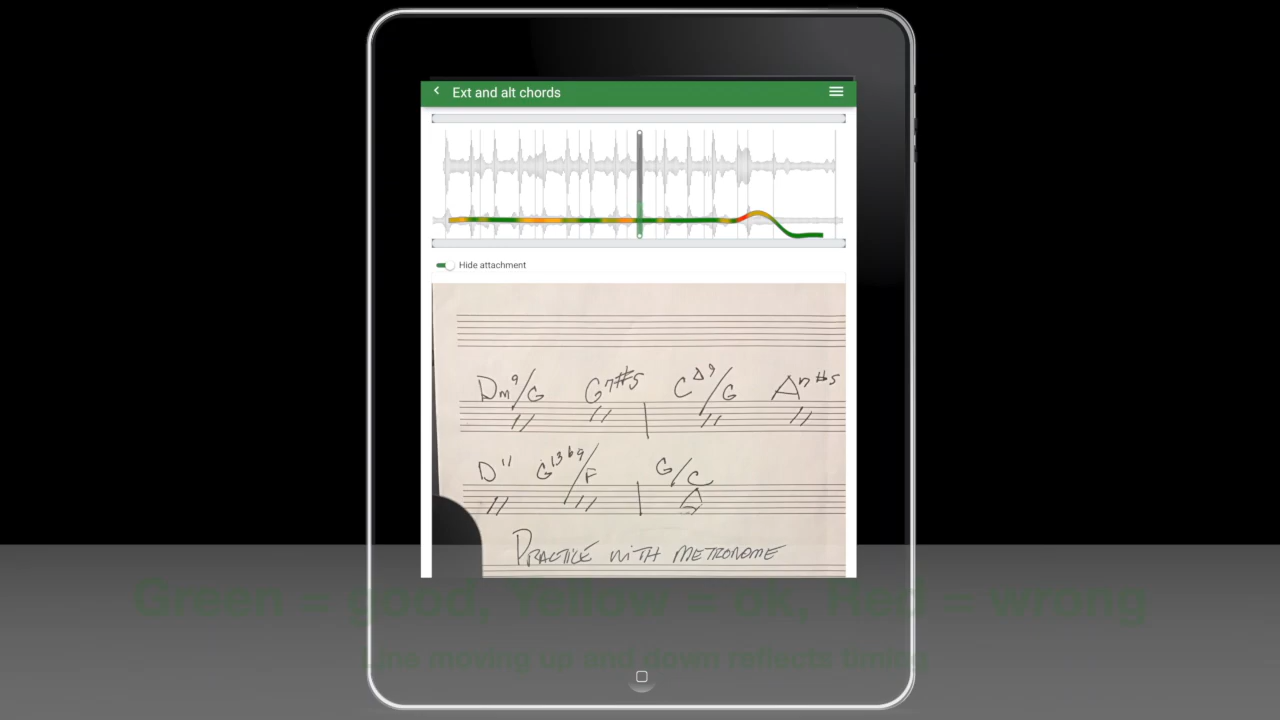 Ext and alt chords
Hide attachment
Dm9/G G7#5 CΔ9/G A7#5
D11 G13b9/F G/C
PRACTICE WITH METRONOME
Green = good, Yellow = ok, Red = wrong
Line moving up and down reflects timing